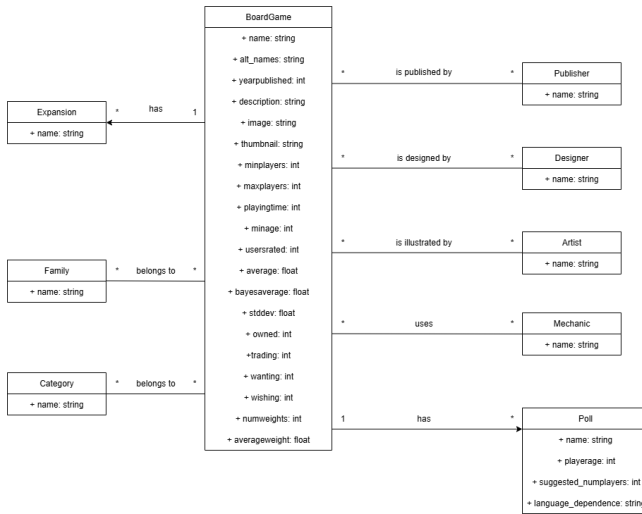 BoardGame
+ name: string
+ alt_names: string
+ yearpublished: int
+ description: string
+ image: string
+ thumbnail: string
+ minplayers: int
+ maxplayers: int
+ playingtime: int
+ minage: int
+ usersrated: int
+ average: float
+ bayesaverage: float
+ stddev: float
+ owned: int
+trading: int
+ wanting: int
+ wishing: int
+ numweights: int
+ averageweight: float
Expansion
+ name: string
* has 1
Family
+ name: string
* belongs to *
Category
+ name: string
* belongs to *
* is published by *
Publisher
+ name: string
* is designed by *
Designer
+ name: string
* is illustrated by *
Artist
+ name: string
* uses *
Mechanic
+ name: string
1 has *
Poll
+ name: string
+ playerage: int
+ suggested_numplayers: int
+ language_dependence: string